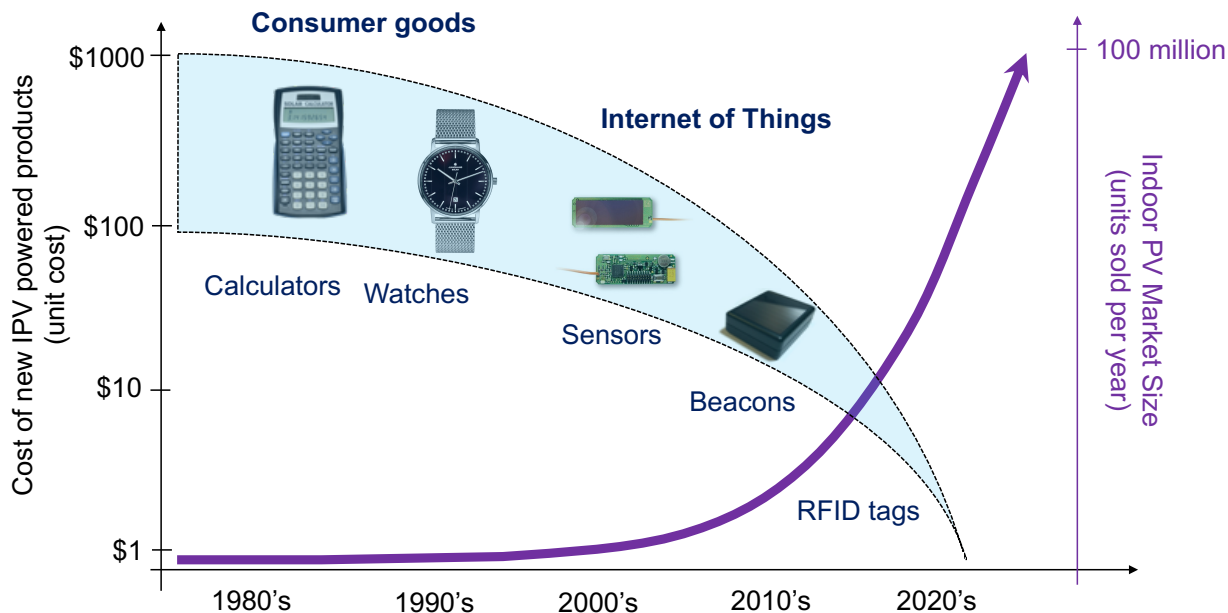 Consumer goods
$1000
100 million
SOLAR CALCULATOR
Internet of Things
$100
Calculators
Watches
Sensors
$10
Beacons
RFID tags
$1
1980's
1990's
2000's
2010's
2020's
Cost of new IPV powered products
(unit cost)
Indoor PV Market Size
(units sold per year)